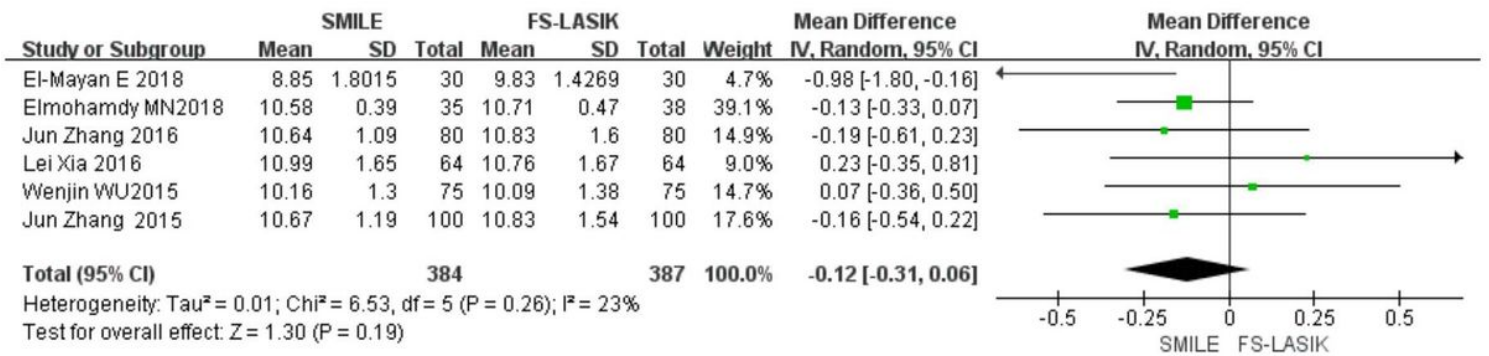 SMILE FS-LASIK Mean Difference Mean Difference
Study or Subgroup Mean SD Total Mean SD Total Weight IV, Random, 95% CI IV, Random, 95% CI
El-Mayan E 2018 8.85 1.8015 30 9.83 1.4269 30 4.7% -0.98 [-1.80, -0.16]
Elmohamdy MN2018 10.58 0.39 35 10.71 0.47 38 39.1% -0.13 [-0.33, 0.07]
Jun Zhang 2016 10.64 1.09 80 10.83 1.6 80 14.9% -0.19 [-0.61, 0.23]
Lei Xia 2016 10.99 1.65 64 10.76 1.67 64 9.0% 0.23 [-0.35, 0.81]
Wenjin WU2015 10.16 1.3 75 10.09 1.38 75 14.7% 0.07 [-0.36, 0.50]
Jun Zhang 2015 10.67 1.19 100 10.83 1.54 100 17.6% -0.16 [-0.54, 0.22]
Total (95% CI) 384 387 100.0% -0.12 [-0.31, 0.06]
Heterogeneity: Tau² = 0.01; Chi² = 6.53, df = 5 (P = 0.26); I² = 23%
Test for overall effect: Z = 1.30 (P = 0.19)
-0.5 -0.25 0 0.25 0.5
SMILE FS-LASIK